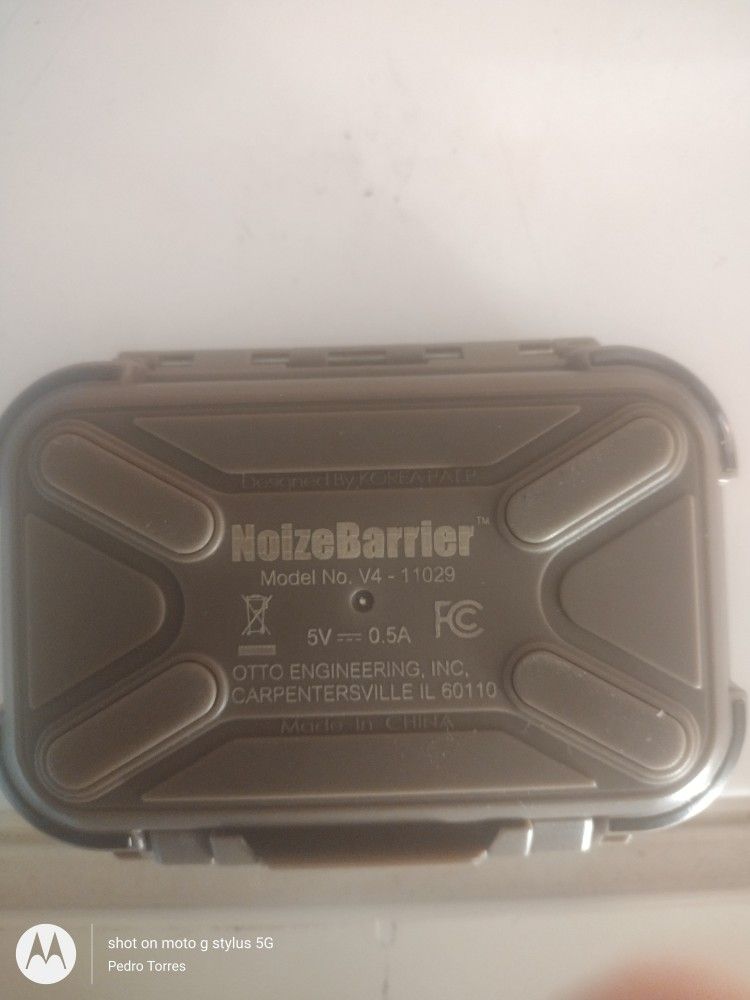 Designed By KOREA PAT.P
NoizeBarrier™
Model No. V4 - 11029
5V ⎓ 0.5A
FC
OTTO ENGINEERING, INC,
CARPENTERSVILLE IL 60110
Made In CHINA
shot on moto g stylus 5G
Pedro Torres